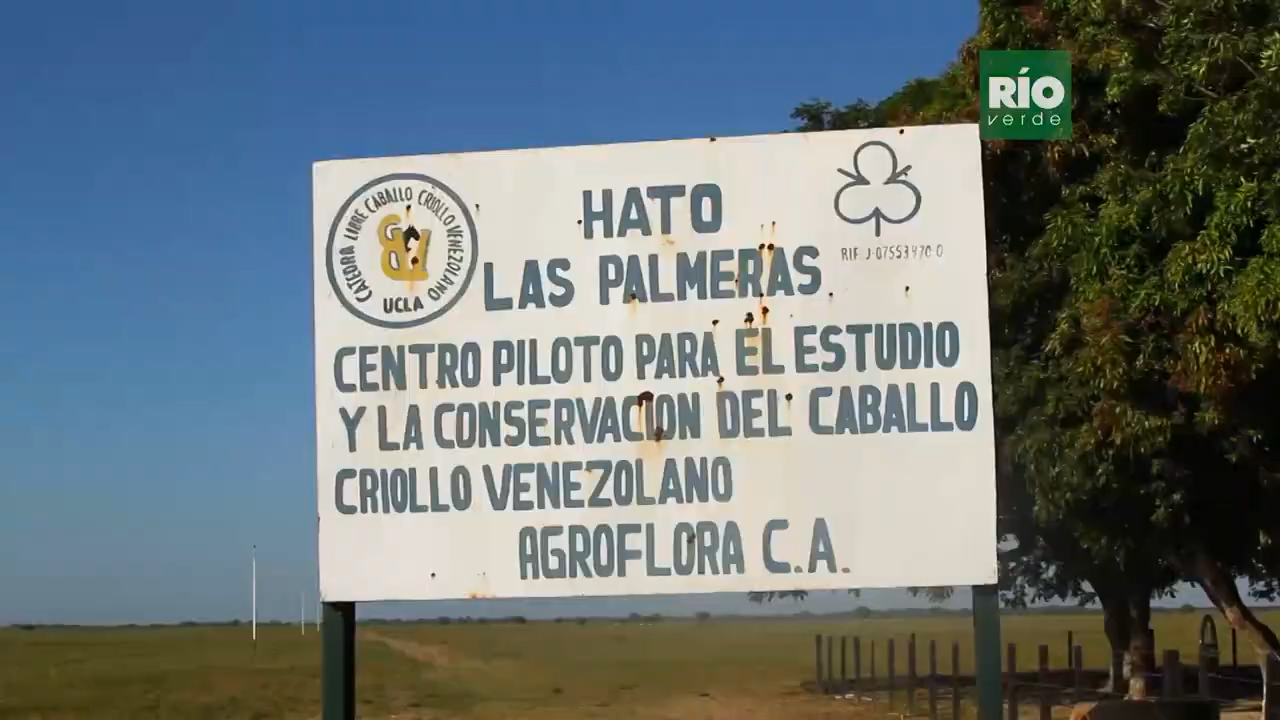 RÍO
verde
CATEDRA LIBRE CABALLO CRIOLLO VENEZOLANO
UCLA
HATO
LAS PALMERAS
RIF J-07553470-0
CENTRO PILOTO PARA EL ESTUDIO
Y LA CONSERVACION DEL CABALLO
CRIOLLO VENEZOLANO
AGROFLORA C.A.